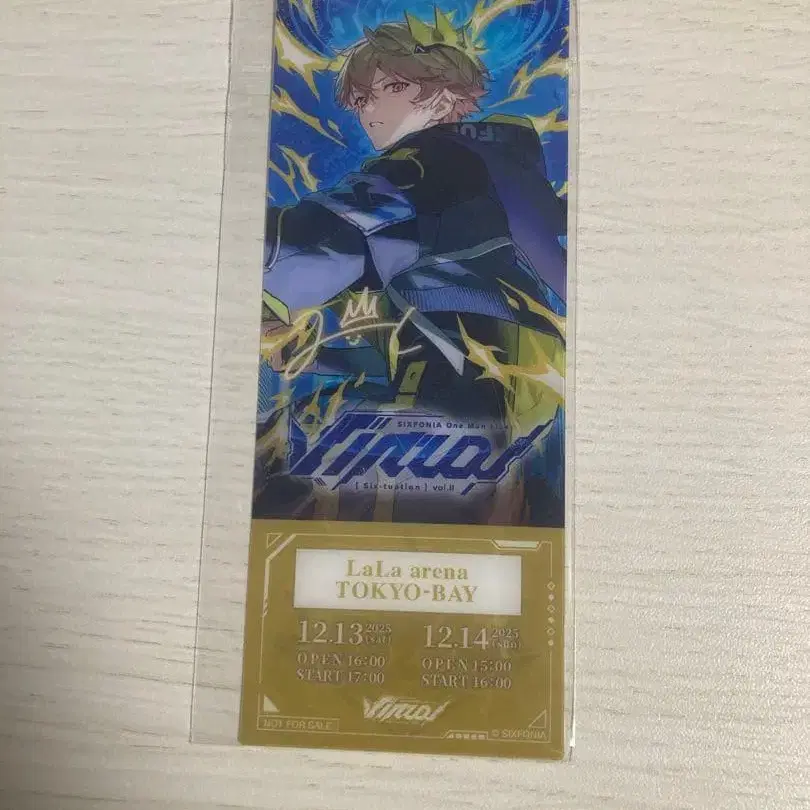 SIXFONIA One Man Live
[ Six-tuation ] vol.II
LaLa arena
TOKYO-BAY
12.13 2025 (sat)
OPEN 16:00
START 17:00
12.14 2025 (sun)
OPEN 15:00
START 16:00
NOT FOR SALE
© SIXFONIA